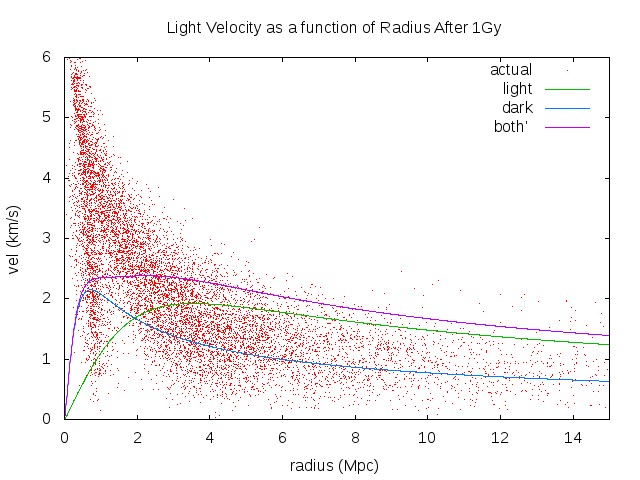 Light Velocity as a function of Radius After 1Gy
actual
light
dark
both'
6
5
4
3
2
1
0
vel (km/s)
0 2 4 6 8 10 12 14
radius (Mpc)